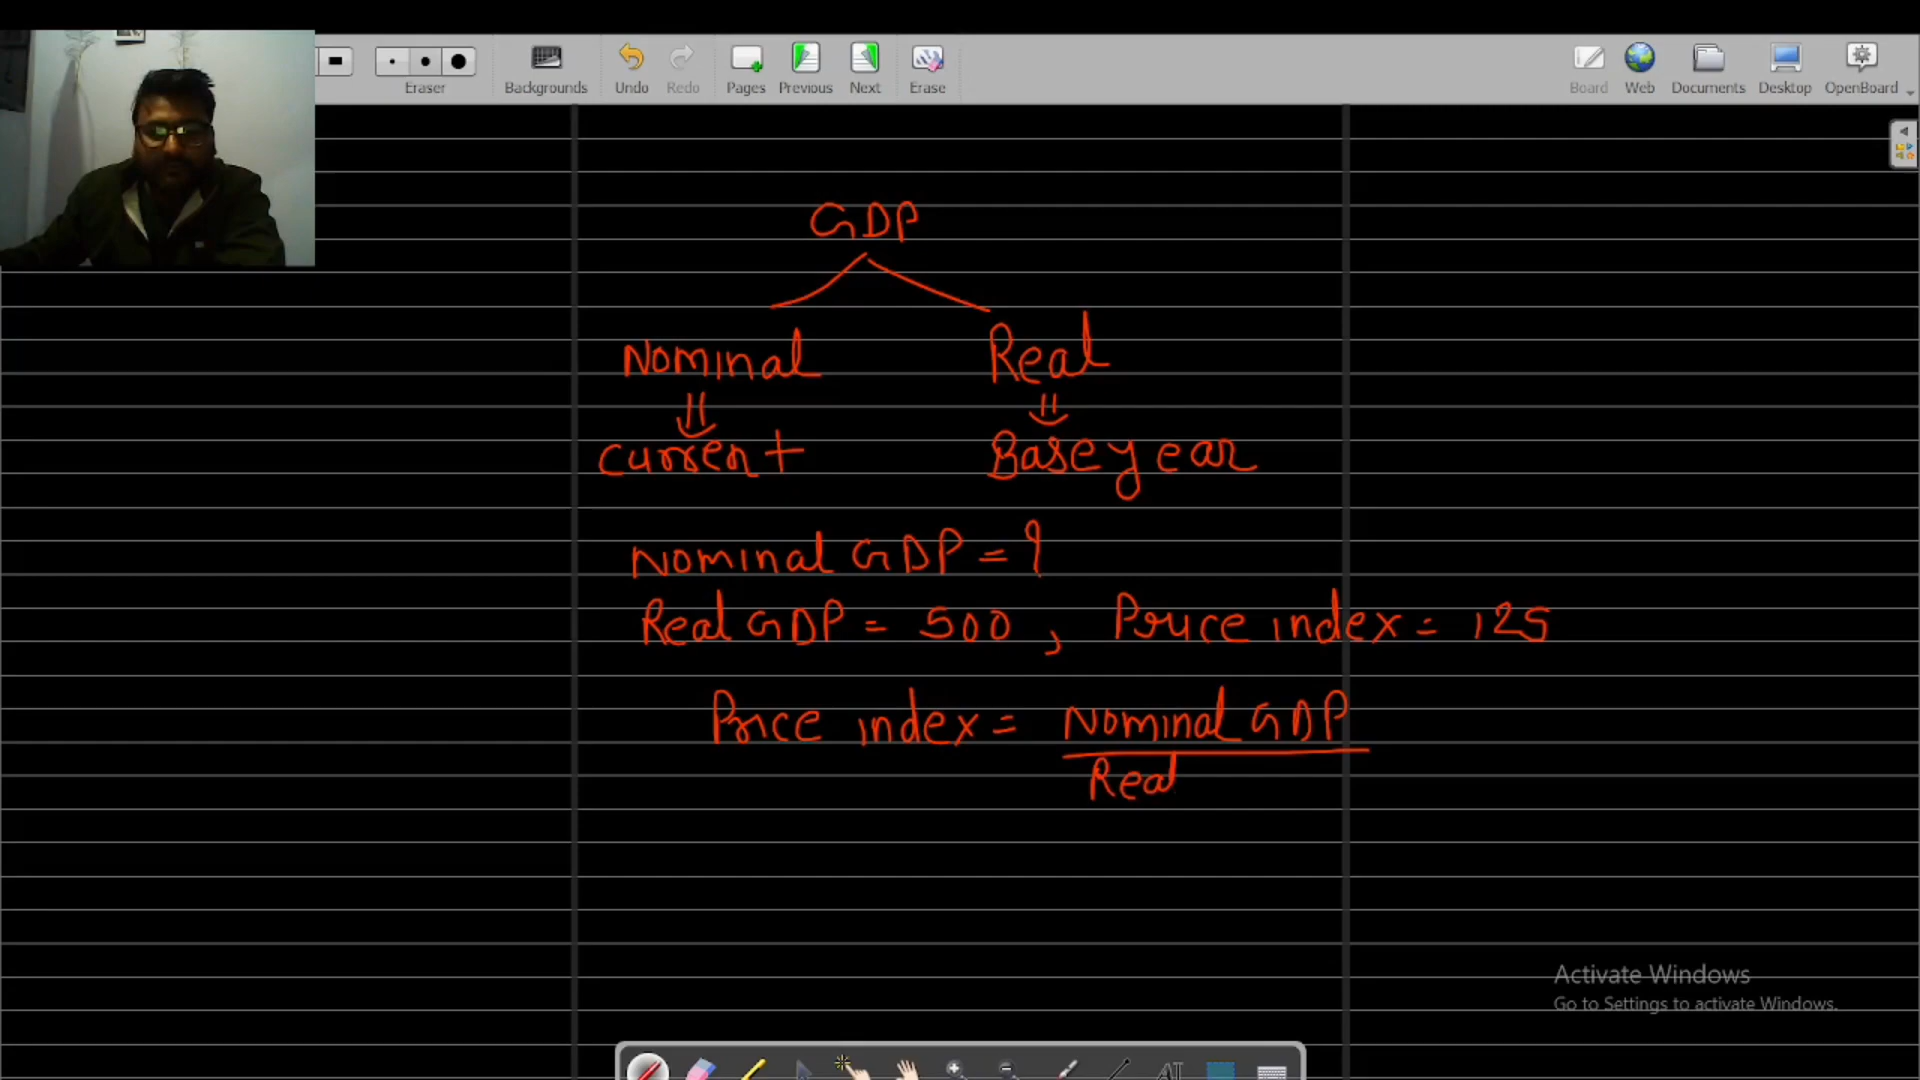 Eraser Backgrounds Undo Redo Pages Previous Next Erase Board Web Documents Desktop OpenBoard
GDP
Nominal Real
Current Base year
Nominal GDP = ?
Real GDP = 500 , Price index = 125
Price index = Nominal GDP
Real
Activate Windows
Go to Settings to activate Windows.